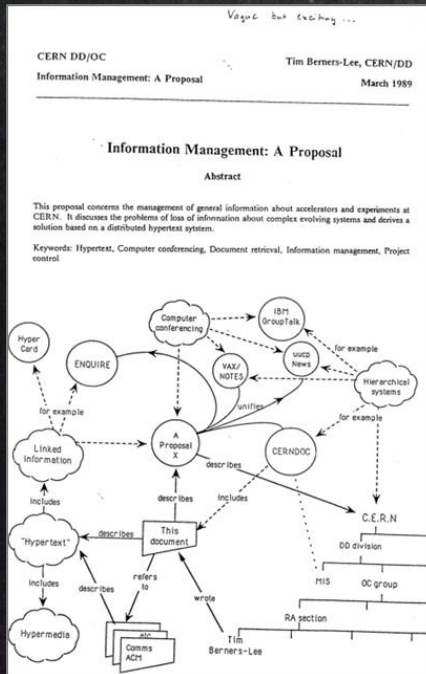 Vague but exciting ...
CERN DD/OC
Tim Berners-Lee, CERN/DD
Information Management: A Proposal
March 1989
Information Management: A Proposal
Abstract
This proposal concerns the management of general information about accelerators and experiments at
CERN. It discusses the problems of loss of information about complex evolving systems and derives a
solution based on a distributed hypertext sytstem.
Keywords: Hypertext, Computer conferencing, Document retrieval, Information management, Project
control
Computer
conferencing
IBM
GroupTalk
for example
Hyper
Card
ENQUIRE
VAX/
NOTES
uucp
News
Hierarchical
systems
for example
unifies
for example
Linked
information
A
Proposal
X
CERNDOC
describes
includes
describes
includes
C.E.R.N
"Hypertext"
describes
This
document
DD division
includes
describes
refers
to
wrote
MIS
OC group
Hypermedia
etc
Comms
ACM
RA section
Tim
Berners-Lee